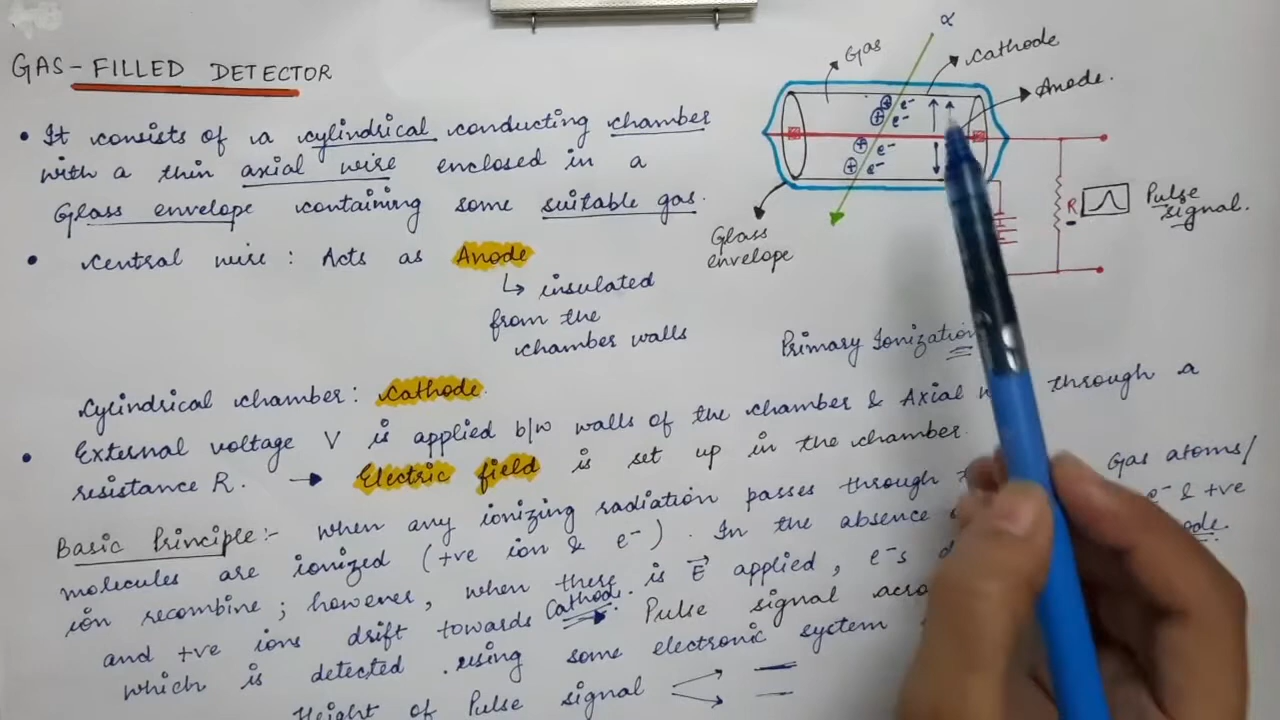 GAS-FILLED DETECTOR
• It consists of a cylindrical conducting chamber
with a thin axial wire enclosed in a
Glass envelope containing some suitable gas.
• Central wire: Acts as Anode
↳ insulated
from the
chamber walls
Cylindrical chamber: Cathode.
• External voltage V is applied b/w walls of the chamber & Axial through a
resistance R. → Electric field is set up in the chamber.
Basic Principle:- When any ionizing radiation passes through Gas atoms/
molecules are ionized (+ve ion & e⁻). In the absence e⁻ & +ve
ion recombine; however, when there is E⃗ applied, e⁻s
and +ve ions drift towards Cathode. Pulse signal
which is detected using some electronic system
Height of Pulse signal
α
Gas
Cathode
Anode.
+ e⁻
+ e⁻
+ e⁻
+ e⁻
Glass
envelope
R
Pulse
signal.
Primary Ionization